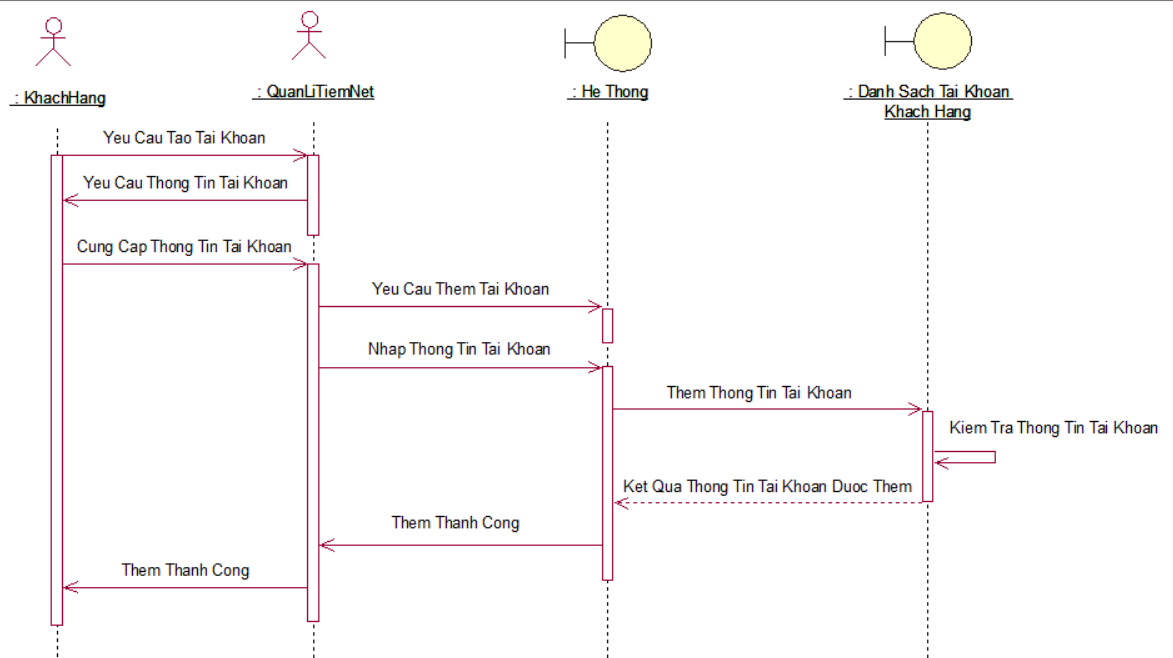 : KhachHang
: QuanLiTiemNet
: He Thong
: Danh Sach Tai Khoan
Khach Hang
Yeu Cau Tao Tai Khoan
Yeu Cau Thong Tin Tai Khoan
Cung Cap Thong Tin Tai Khoan
Yeu Cau Them Tai Khoan
Nhap Thong Tin Tai Khoan
Them Thong Tin Tai Khoan
Kiem Tra Thong Tin Tai Khoan
Ket Qua Thong Tin Tai Khoan Duoc Them
Them Thanh Cong
Them Thanh Cong